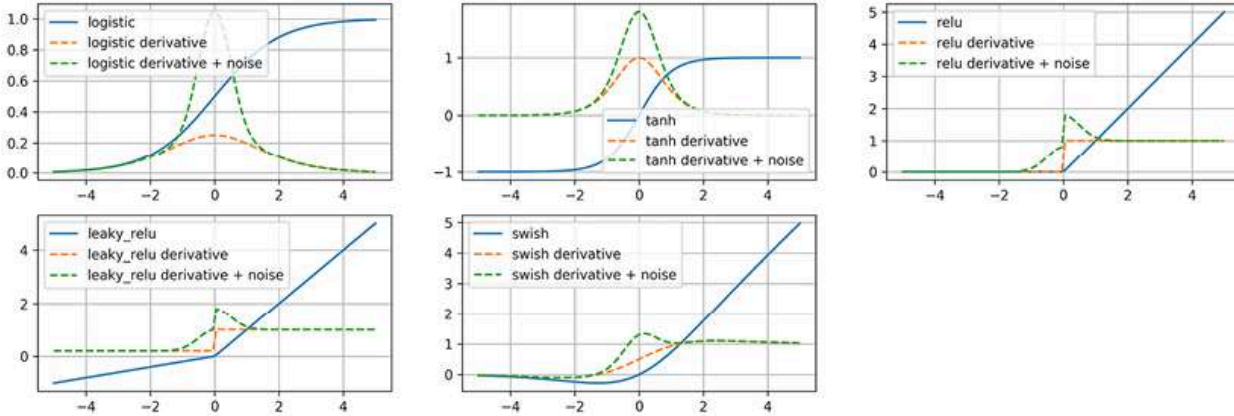 1.0
0.8
0.6
0.4
0.2
0.0
logistic
logistic derivative
logistic derivative + noise
−4 −2 0 2 4
1
0
−1
tanh
tanh derivative
tanh derivative + noise
−4 −2 0 2 4
5
4
3
2
1
0
relu
relu derivative
relu derivative + noise
−4 −2 0 2 4
4
2
0
leaky_relu
leaky_relu derivative
leaky_relu derivative + noise
−4 −2 0 2 4
5
4
3
2
1
0
swish
swish derivative
swish derivative + noise
−4 −2 0 2 4